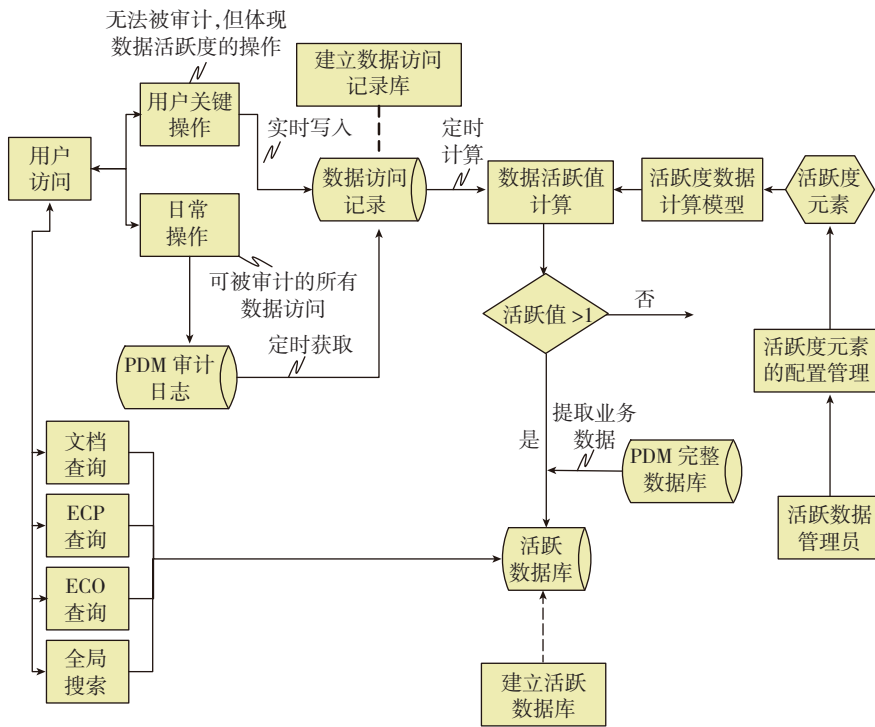 无法被审计,但体现
数据活跃度的操作
建立数据访问
记录库
用户关键
操作
实时写入
定时
计算
用户
访问
数据访问
记录
数据活跃值
计算
活跃度数据
计算模型
活跃度
元素
日常
操作
可被审计的所有
数据访问
活跃值>1
否
定时获取
PDM 审计
日志
活跃度元素
的配置管理
提取业务
数据
是
文档
查询
PDM 完整
数据库
ECP
查询
活跃数据
管理员
活跃
数据库
ECO
查询
全局
搜索
建立活跃
数据库